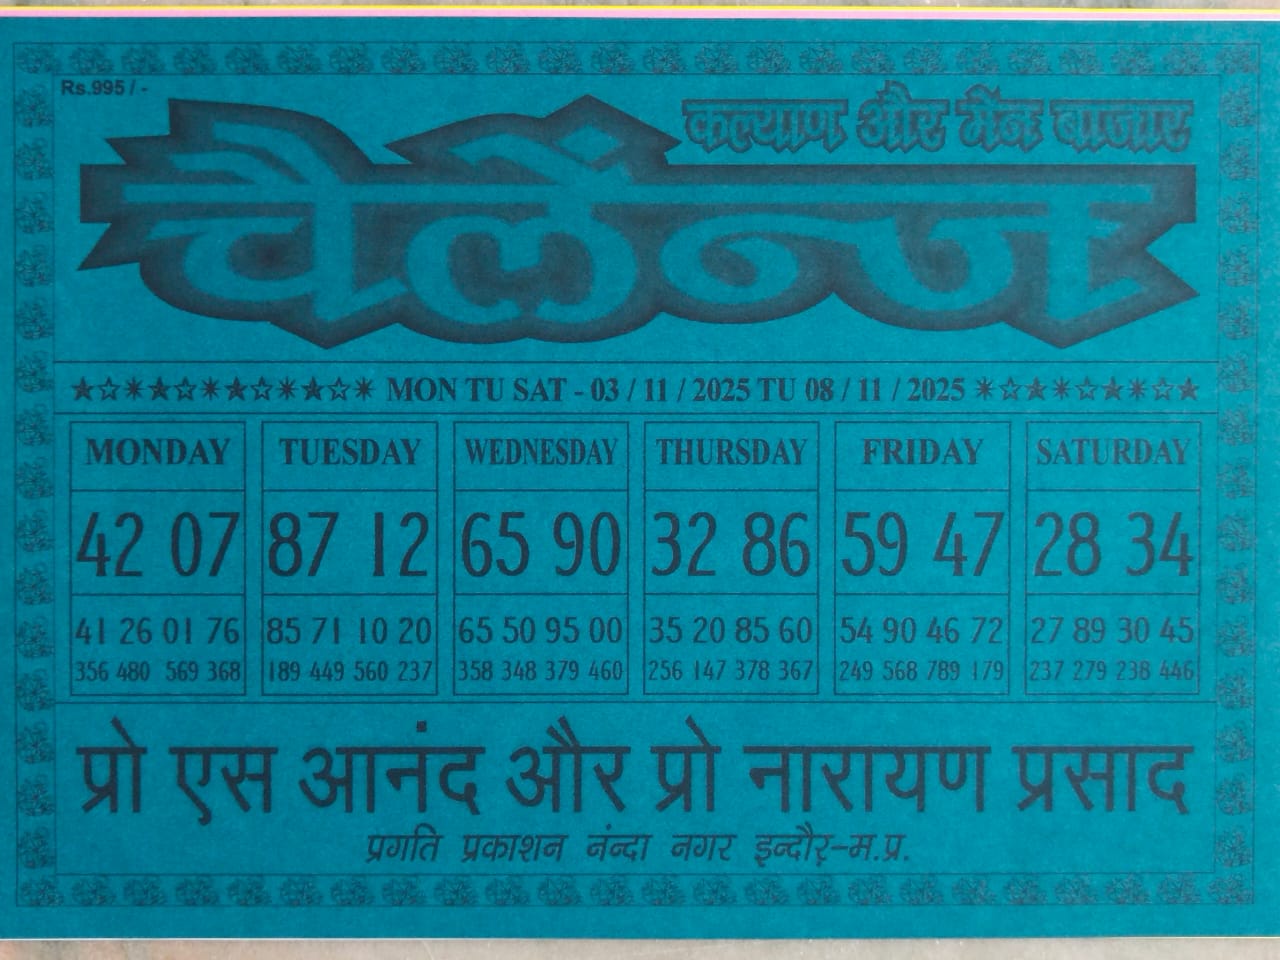 Rs.995 / -
कल्याण और मेंन बाजार
चैलेंन्ज
★☆✶★☆✶★☆✶★☆✶ MON TU SAT - 03 / 11 / 2025 TU 08 / 11 / 2025 ✶☆★✶☆★✶☆★
MONDAY TUESDAY WEDNESDAY THURSDAY FRIDAY SATURDAY
42 07 87 12 65 90 32 86 59 47 28 34
41 26 01 76 85 71 10 20 65 50 95 00 35 20 85 60 54 90 46 72 27 89 30 45
356 480 569 368 189 449 560 237 358 348 379 460 256 147 378 367 249 568 789 179 237 279 238 446
प्रो एस आनंद और प्रो नारायण प्रसाद
प्रगति प्रकाशन नंन्दा नगर इन्दौर-म.प्र.